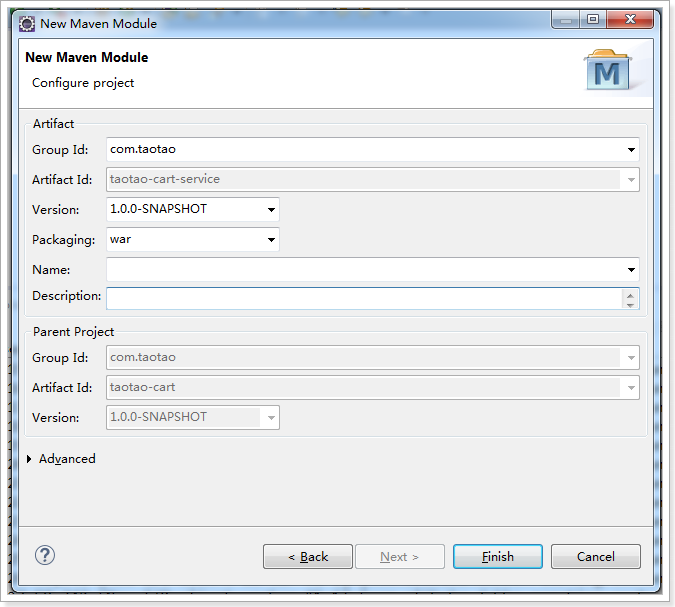 New Maven Module
New Maven Module
Configure project
M
Artifact
Group Id: com.taotao
Artifact Id: taotao-cart-service
Version: 1.0.0-SNAPSHOT
Packaging: war
Name:
Description:
Parent Project
Group Id: com.taotao
Artifact Id: taotao-cart
Version: 1.0.0-SNAPSHOT
Advanced
? < Back Next > Finish Cancel